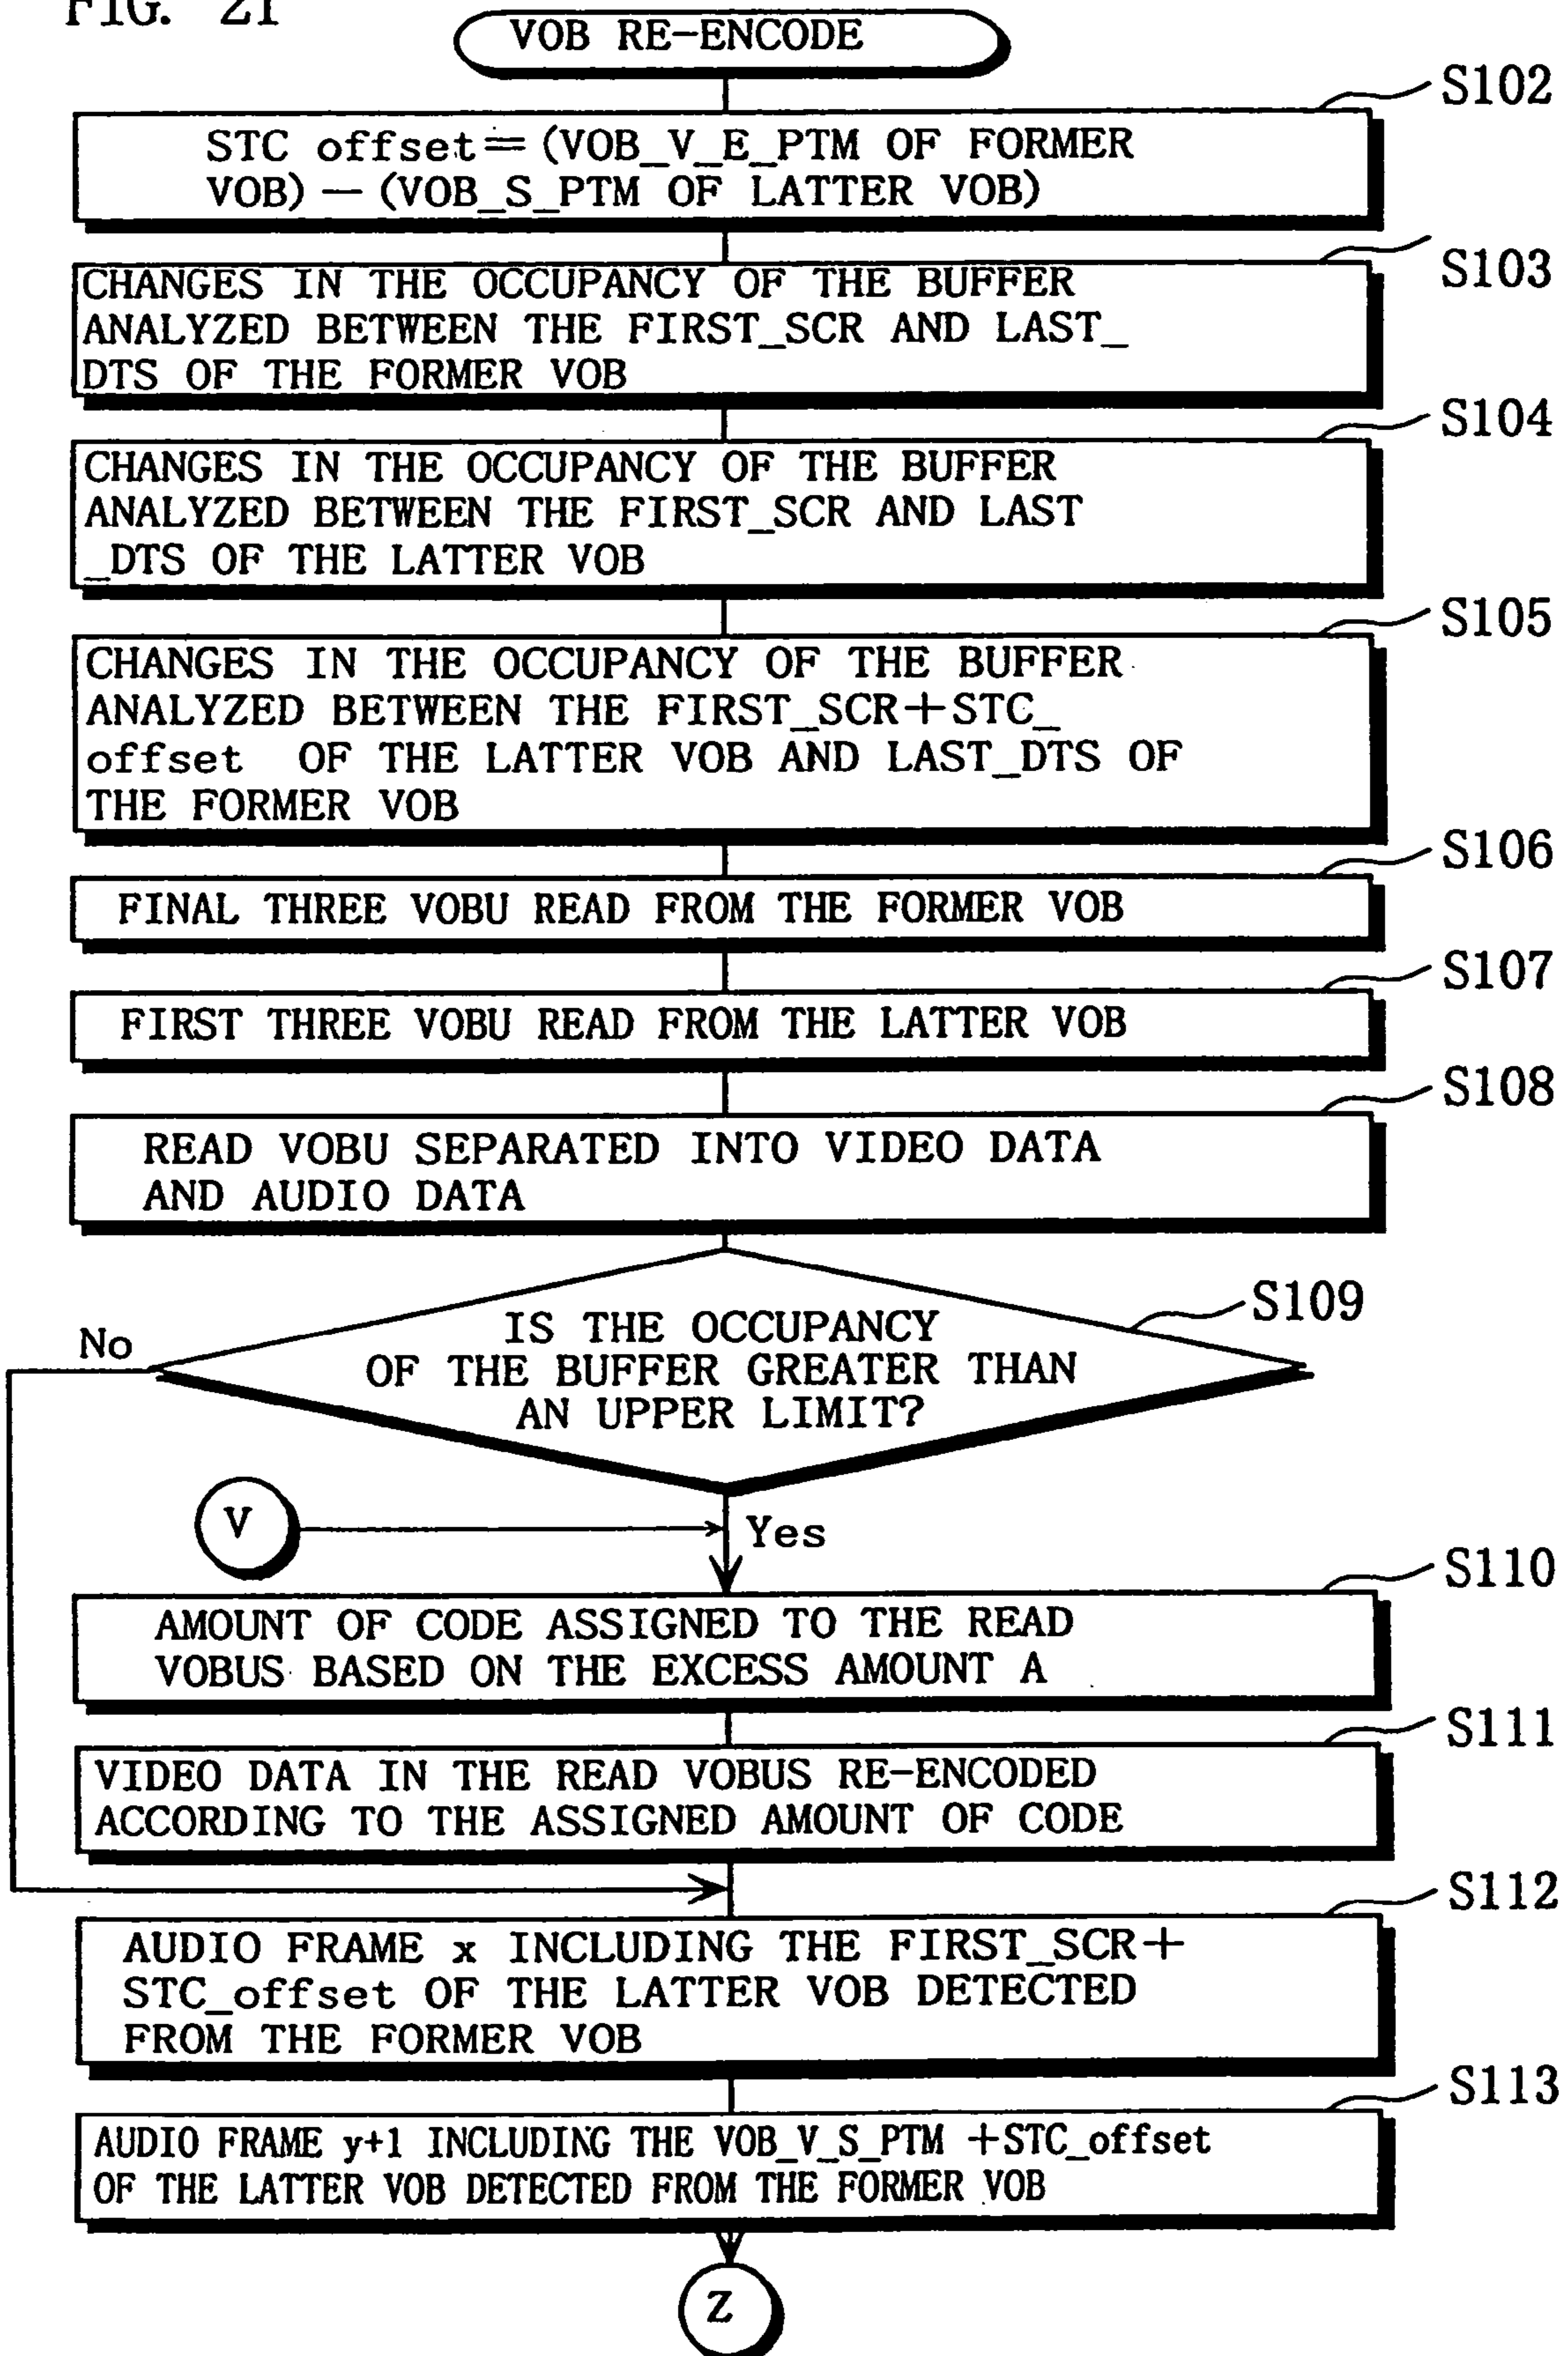 FIG. 21
VOB RE-ENCODE
S102
STC offset=(VOB_V_E_PTM OF FORMER
VOB)—(VOB_S_PTM OF LATTER VOB)
S103
CHANGES IN THE OCCUPANCY OF THE BUFFER
ANALYZED BETWEEN THE FIRST_SCR AND LAST_
DTS OF THE FORMER VOB
S104
CHANGES IN THE OCCUPANCY OF THE BUFFER
ANALYZED BETWEEN THE FIRST_SCR AND LAST
_DTS OF THE LATTER VOB
S105
CHANGES IN THE OCCUPANCY OF THE BUFFER
ANALYZED BETWEEN THE FIRST_SCR+STC_
offset OF THE LATTER VOB AND LAST_DTS OF
THE FORMER VOB
S106
FINAL THREE VOBU READ FROM THE FORMER VOB
S107
FIRST THREE VOBU READ FROM THE LATTER VOB
S108
READ VOBU SEPARATED INTO VIDEO DATA
AND AUDIO DATA
S109
IS THE OCCUPANCY
OF THE BUFFER GREATER THAN
AN UPPER LIMIT?
No
V
Yes
S110
AMOUNT OF CODE ASSIGNED TO THE READ
VOBUS BASED ON THE EXCESS AMOUNT A
S111
VIDEO DATA IN THE READ VOBUS RE-ENCODED
ACCORDING TO THE ASSIGNED AMOUNT OF CODE
S112
AUDIO FRAME x INCLUDING THE FIRST_SCR+
STC_offset OF THE LATTER VOB DETECTED
FROM THE FORMER VOB
S113
AUDIO FRAME y+1 INCLUDING THE VOB_V_S_PTM +STC_offset
OF THE LATTER VOB DETECTED FROM THE FORMER VOB
Z